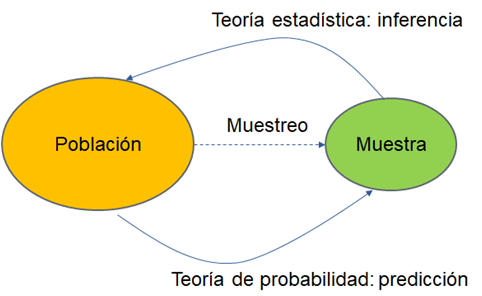 Teoría estadística: inferencia
Muestreo
Población
Muestra
Teoría de probabilidad: predicción